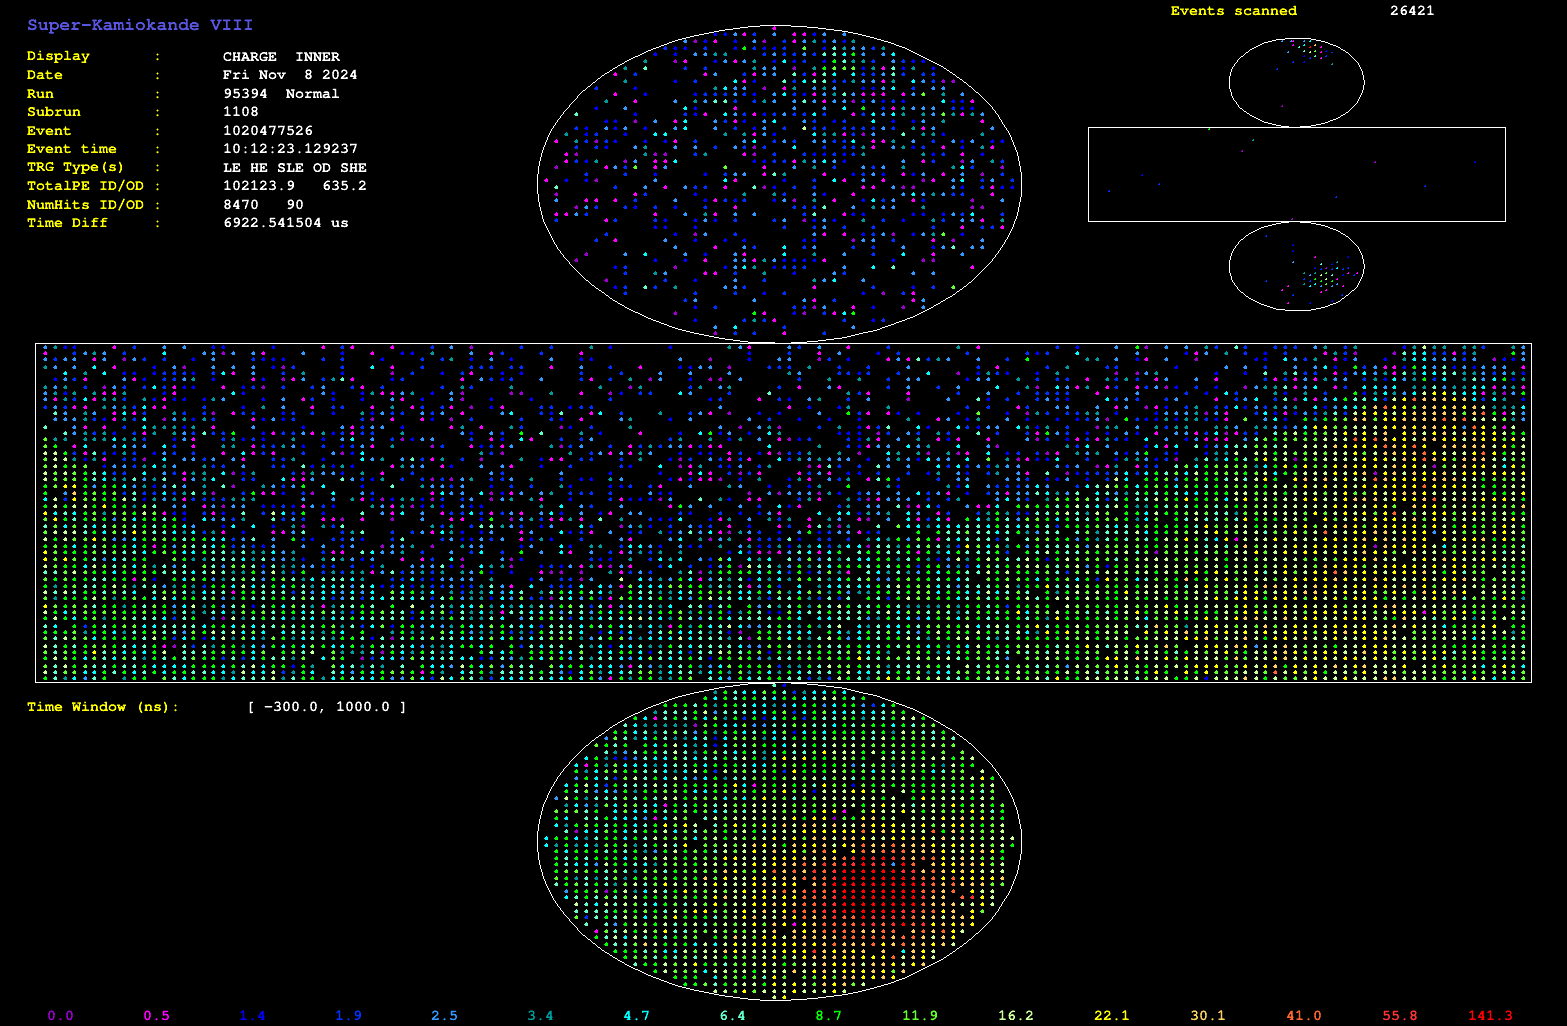 Super-Kamiokande VIII
Display : CHARGE INNER
Date : Fri Nov 8 2024
Run : 95394 Normal
Subrun : 1108
Event : 1020477526
Event time : 10:12:23.129237
TRG Type(s) : LE HE SLE OD SHE
TotalPE ID/OD : 102123.9 635.2
NumHits ID/OD : 8470 90
Time Diff : 6922.541504 us
Events scanned 26421
Time Window (ns): [ -300.0, 1000.0 ]
0.0 0.5 1.4 1.9 2.5 3.4 4.7 6.4 8.7 11.9 16.2 22.1 30.1 41.0 55.8 141.3